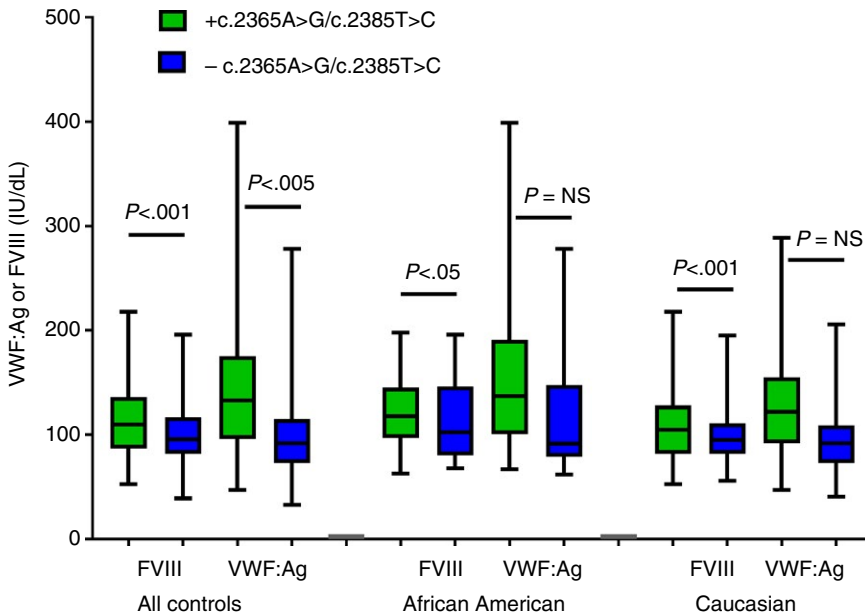 +c.2365A>G/c.2385T>C
– c.2365A>G/c.2385T>C
VWF:Ag or FVIII (IU/dL)
500
400
300
200
100
0
P<.001
P<.005
P<.05
P = NS
P<.001
P = NS
FVIII VWF:Ag FVIII VWF:Ag FVIII VWF:Ag
All controls African American Caucasian